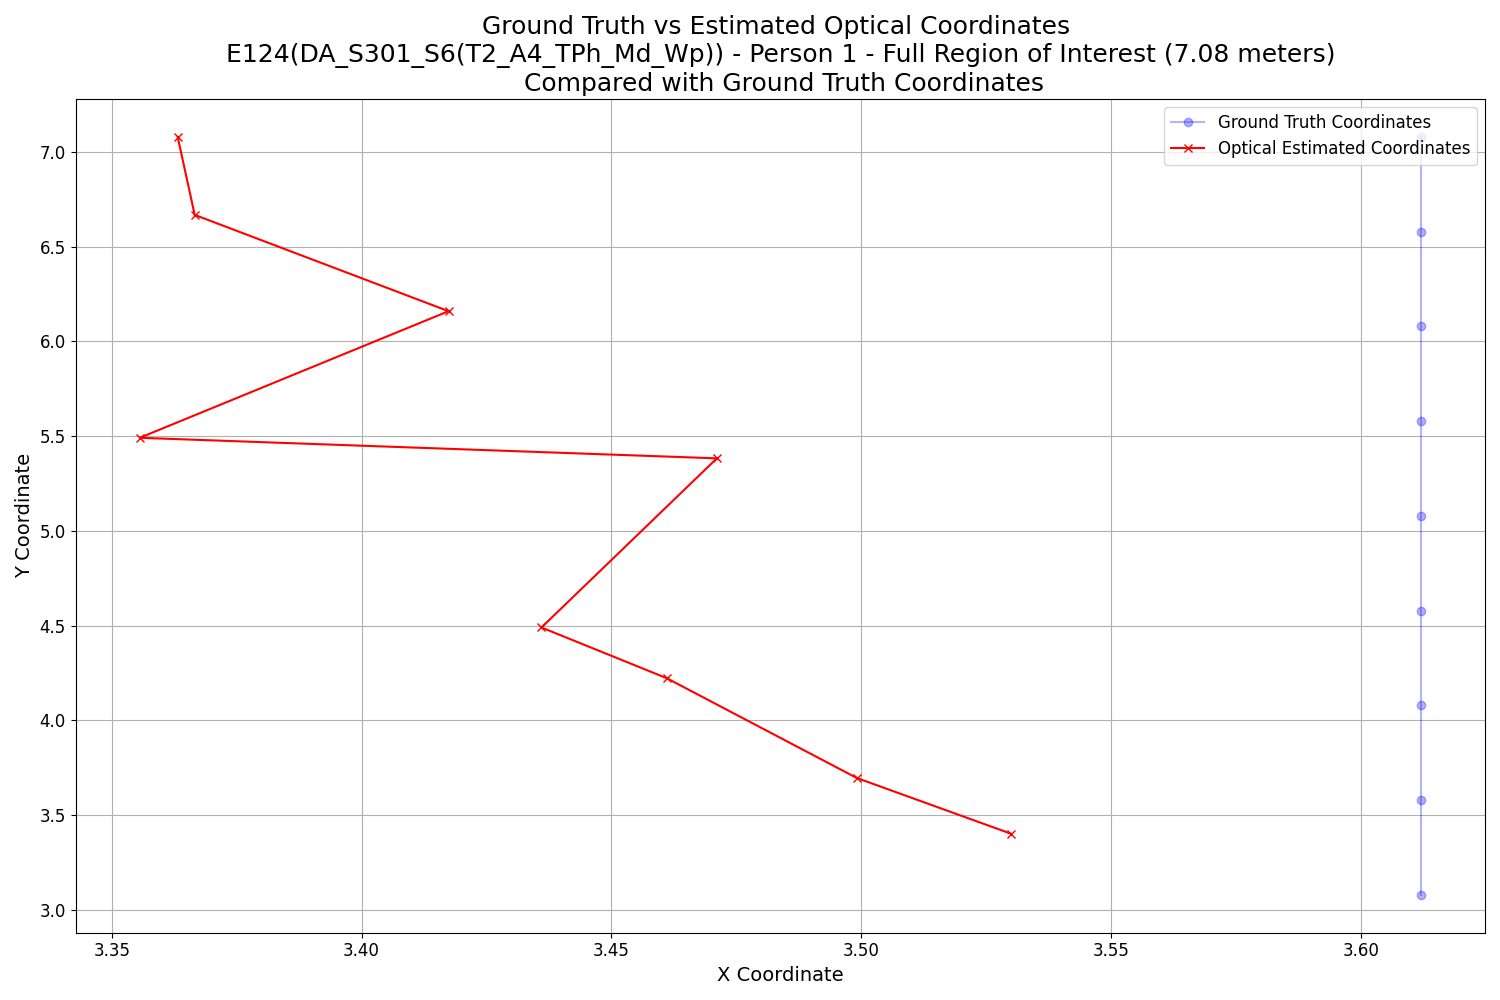 Ground Truth vs Estimated Optical Coordinates
E124(DA_S301_S6(T2_A4_TPh_Md_Wp)) - Person 1 - Full Region of Interest (7.08 meters)
Compared with Ground Truth Coordinates
Ground Truth Coordinates
Optical Estimated Coordinates
7.0
6.5
6.0
5.5
5.0
4.5
4.0
3.5
3.0
Y Coordinate
3.35 3.40 3.45 3.50 3.55 3.60
X Coordinate